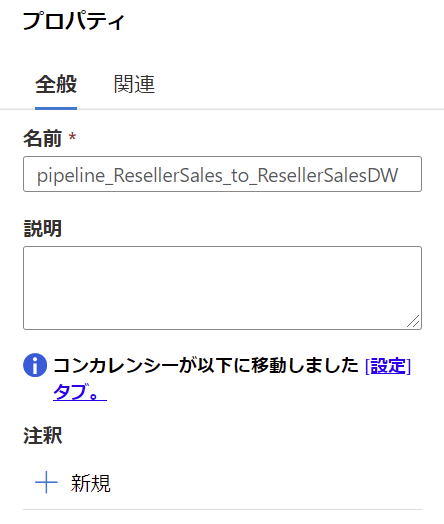 プロパティ
全般 関連
名前 *
pipeline_ResellerSales_to_ResellerSalesDW
説明
コンカレンシーが以下に移動しました [設定]
タブ。
注釈
新規